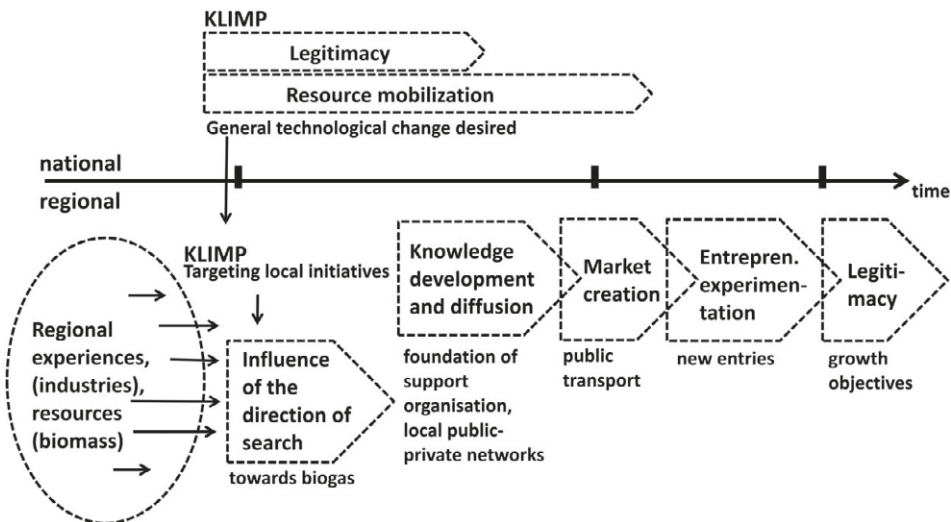 KLIMP
Legitimacy
Resource mobilization
General technological change desired
national
regional
time
KLIMP
Targeting local initiatives
Regional
experiences,
(industries),
resources
(biomass)
Influence
of the
direction of
search
towards biogas
Knowledge
development
and diffusion
foundation of
support
organisation,
local public-
private networks
Market
creation
public
transport
Entrepren.
experimen-
tation
new entries
Legiti-
macy
growth
objectives